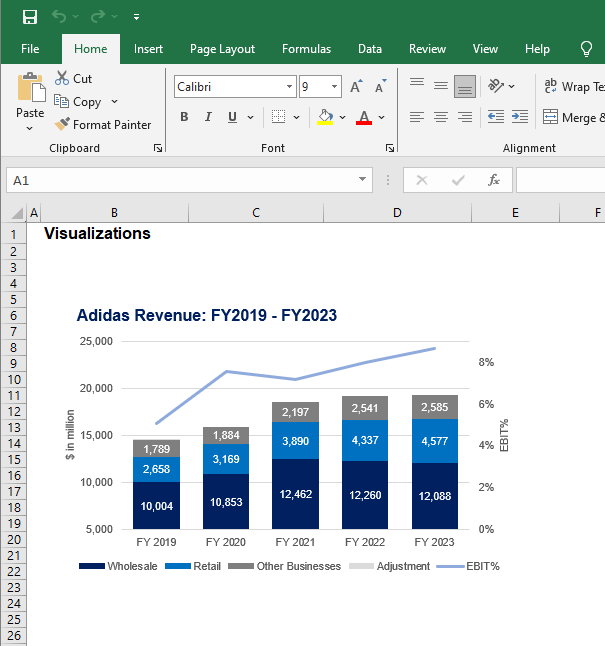 File Home Insert Page Layout Formulas Data Review View Help
Paste
Cut
Copy
Format Painter
Clipboard
Calibri 9 A A
B I U A
Font
ab Wrap Te
Merge &
Alignment
A1 fx
A B C D E F
1 Visualizations
2
3
4
5
6 Adidas Revenue: FY2019 - FY2023
7
8
9
10
11
12
13
14
15
16
17
18
19
20
21
22
23
24
25
26
25,000
20,000
15,000
10,000
5,000
$ in million
8%
6%
4%
2%
0%
EBIT%
1,789 1,884 2,197 2,541 2,585
2,658 3,169 3,890 4,337 4,577
10,004 10,853 12,462 12,260 12,088
FY 2019 FY 2020 FY 2021 FY 2022 FY 2023
Wholesale Retail Other Businesses Adjustment EBIT%